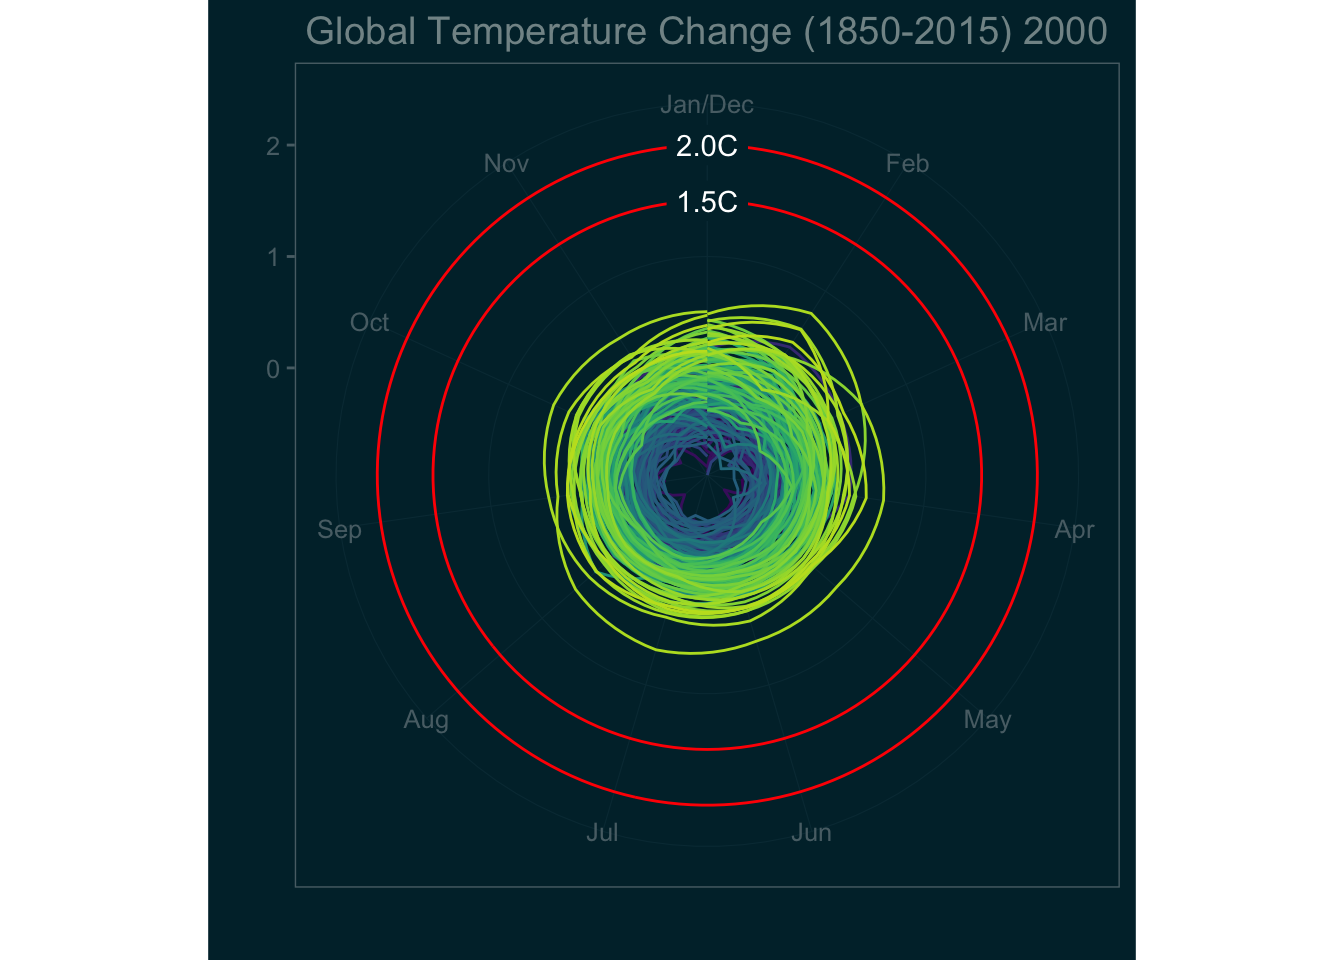 Global Temperature Change (1850-2015) 2000
Jan/Dec
2.0C
2
Nov
Feb
1.5C
1
Oct
Mar
0
Sep
Apr
Aug
May
Jul
Jun